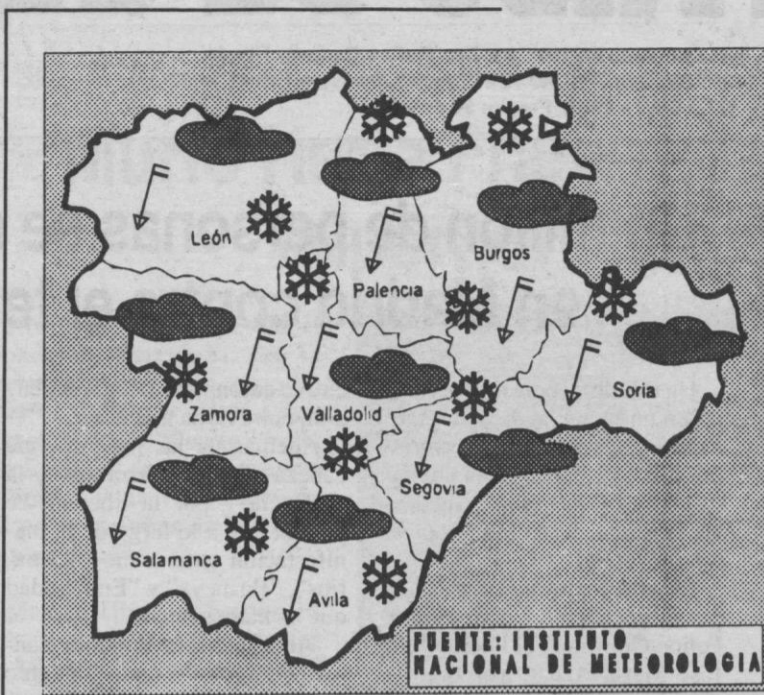 León
Burgos
Palencia
Soria
Zamora
Valladolid
Segovia
Salamanca
Avila
FUENTE: INSTITUTO
NACIONAL DE METEOROLOGIA